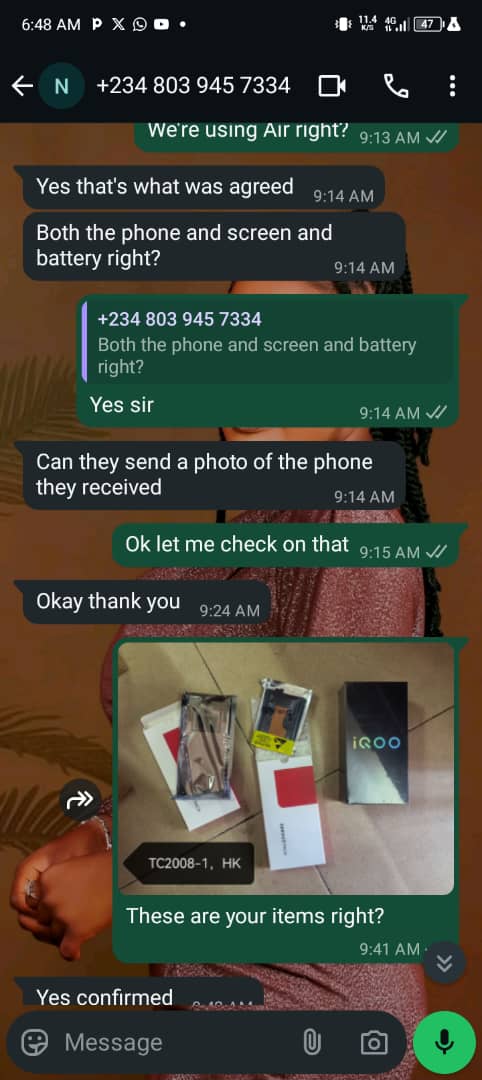 6:48 AM
11.4 K/S 4G 47
N +234 803 945 7334
We're using Air right? 9:13 AM
Yes that's what was agreed 9:14 AM
Both the phone and screen and
battery right? 9:14 AM
+234 803 945 7334
Both the phone and screen and battery
right?
Yes sir 9:14 AM
Can they send a photo of the phone
they received 9:14 AM
Ok let me check on that 9:15 AM
Okay thank you 9:24 AM
iQOO
TC2008-1, HK
These are your items right?
9:41 AM
Yes confirmed
Message